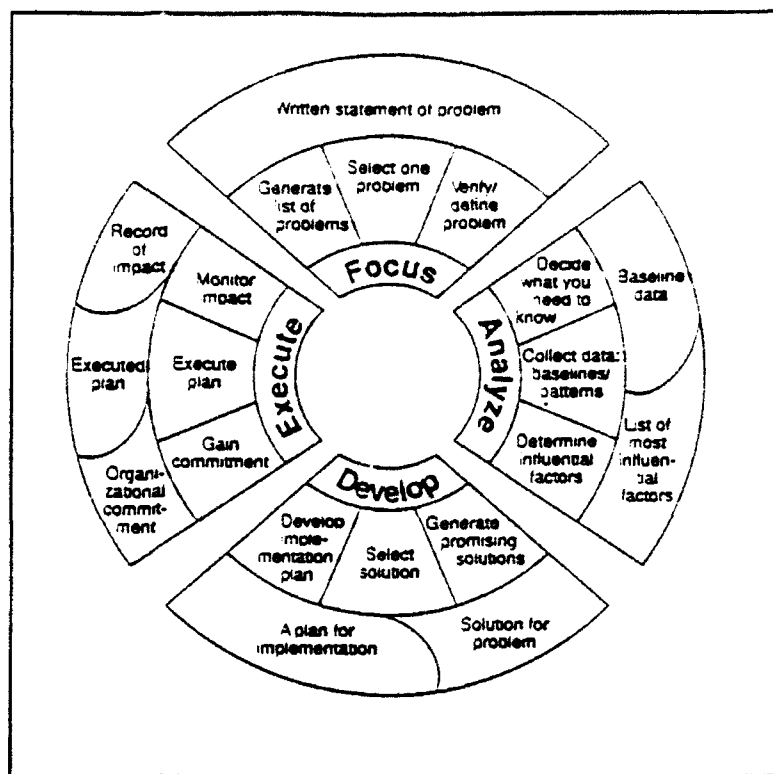 Written statement of problem
Generate
list of
problems
Select one
problem
Verify/
define
problem
Focus
Decide
what you
need to
know
Collect data:
baselines/
patterns
Determine
influential
factors
Analyze
Baseline
data
List of
most
influen-
tial
factors
Develop
Generate
promising
solutions
Select
solution
Develop
imple-
mentation
plan
Solution for
problem
A plan for
implementation
Execute
Gain
commitment
Execute
plan
Monitor
impact
Organi-
zational
commit-
ment
Executed
plan
Record
of
impact